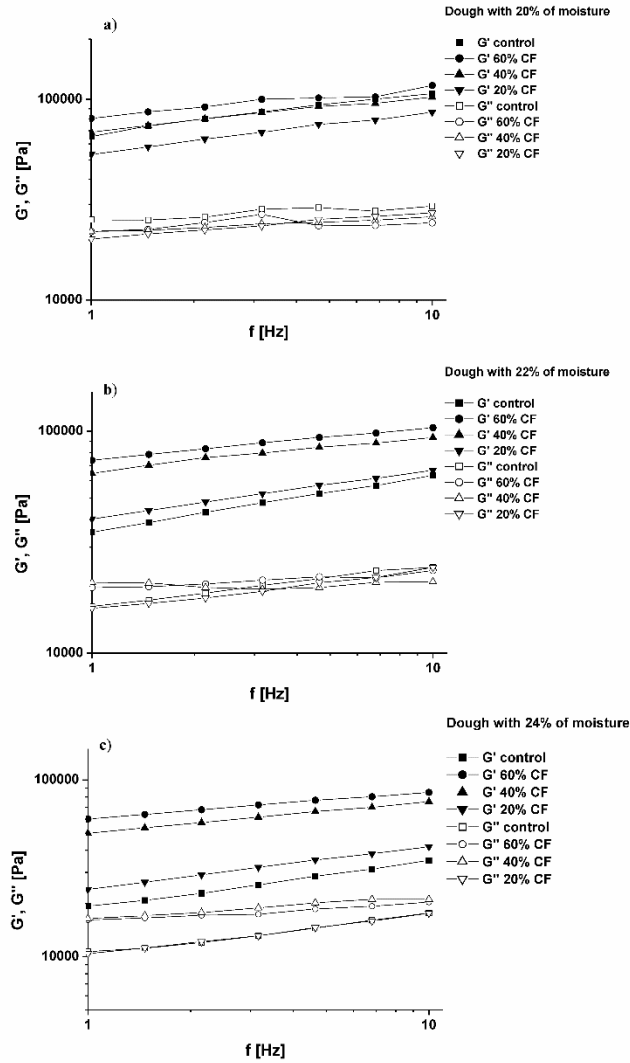 Dough with 20% of moisture
a)
G' control
G' 60% CF
G' 40% CF
G' 20% CF
G'' control
G'' 60% CF
G'' 40% CF
G'' 20% CF
100000
10000
G', G'' [Pa]
1
10
f [Hz]
Dough with 22% of moisture
b)
G' control
G' 60% CF
G' 40% CF
G' 20% CF
G'' control
G'' 60% CF
G'' 40% CF
G'' 20% CF
100000
10000
G', G'' [Pa]
1
10
f [Hz]
Dough with 24% of moisture
c)
G' control
G' 60% CF
G' 40% CF
G' 20% CF
G'' control
G'' 60% CF
G'' 40% CF
G'' 20% CF
100000
10000
G', G'' [Pa]
1
10
f [Hz]